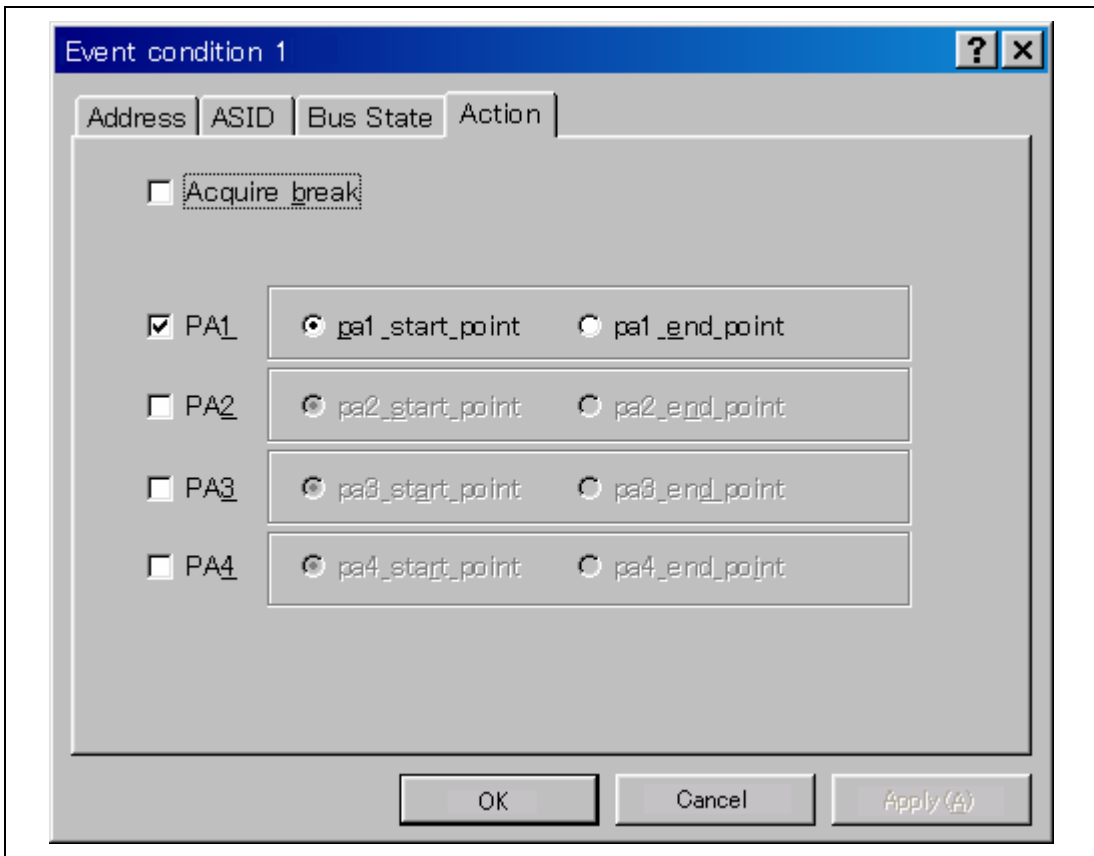 Event condition 1
Address ASID Bus State Action
Acquire break
PA1 pa1_start_point pa1_end_point
PA2 pa2_start_point pa2_end_point
PA3 pa3_start_point pa3_end_point
PA4 pa4_start_point pa4_end_point
OK Cancel Apply(A)